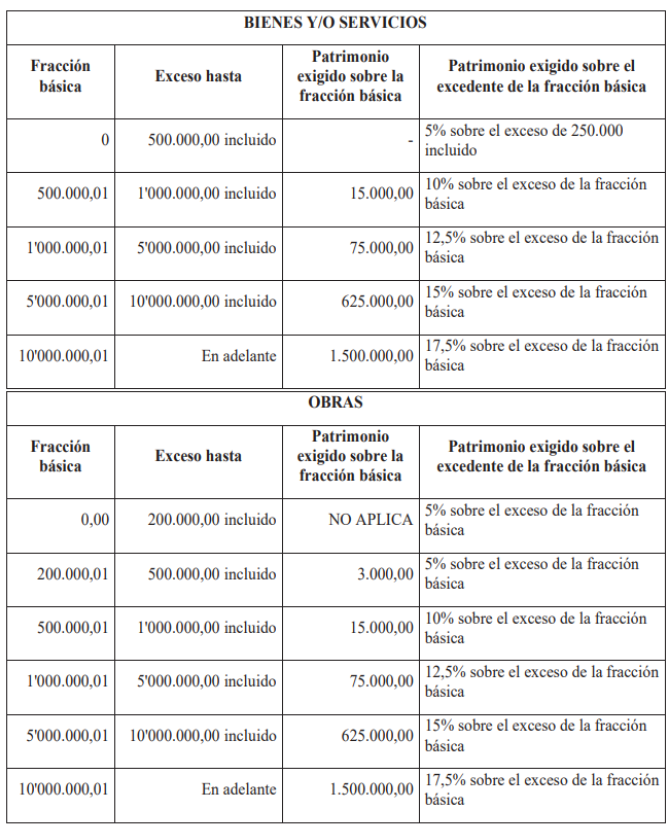 BIENES Y/O SERVICIOS
Fracción básica | Exceso hasta | Patrimonio exigido sobre la fracción básica | Patrimonio exigido sobre el excedente de la fracción básica
0 | 500.000,00 incluido | - | 5% sobre el exceso de 250.000 incluido
500.000,01 | 1'000.000,00 incluido | 15.000,00 | 10% sobre el exceso de la fracción básica
1'000.000,01 | 5'000.000,00 incluido | 75.000,00 | 12,5% sobre el exceso de la fracción básica
5'000.000,01 | 10'000.000,00 incluido | 625.000,00 | 15% sobre el exceso de la fracción básica
10'000.000,01 | En adelante | 1.500.000,00 | 17,5% sobre el exceso de la fracción básica
OBRAS
Fracción básica | Exceso hasta | Patrimonio exigido sobre la fracción básica | Patrimonio exigido sobre el excedente de la fracción básica
0,00 | 200.000,00 incluido | NO APLICA | 5% sobre el exceso de la fracción básica
200.000,01 | 500.000,00 incluido | 3.000,00 | 5% sobre el exceso de la fracción básica
500.000,01 | 1'000.000,00 incluido | 15.000,00 | 10% sobre el exceso de la fracción básica
1'000.000,01 | 5'000.000,00 incluido | 75.000,00 | 12,5% sobre el exceso de la fracción básica
5'000.000,01 | 10'000.000,00 incluido | 625.000,00 | 15% sobre el exceso de la fracción básica
10'000.000,01 | En adelante | 1.500.000,00 | 17,5% sobre el exceso de la fracción básica